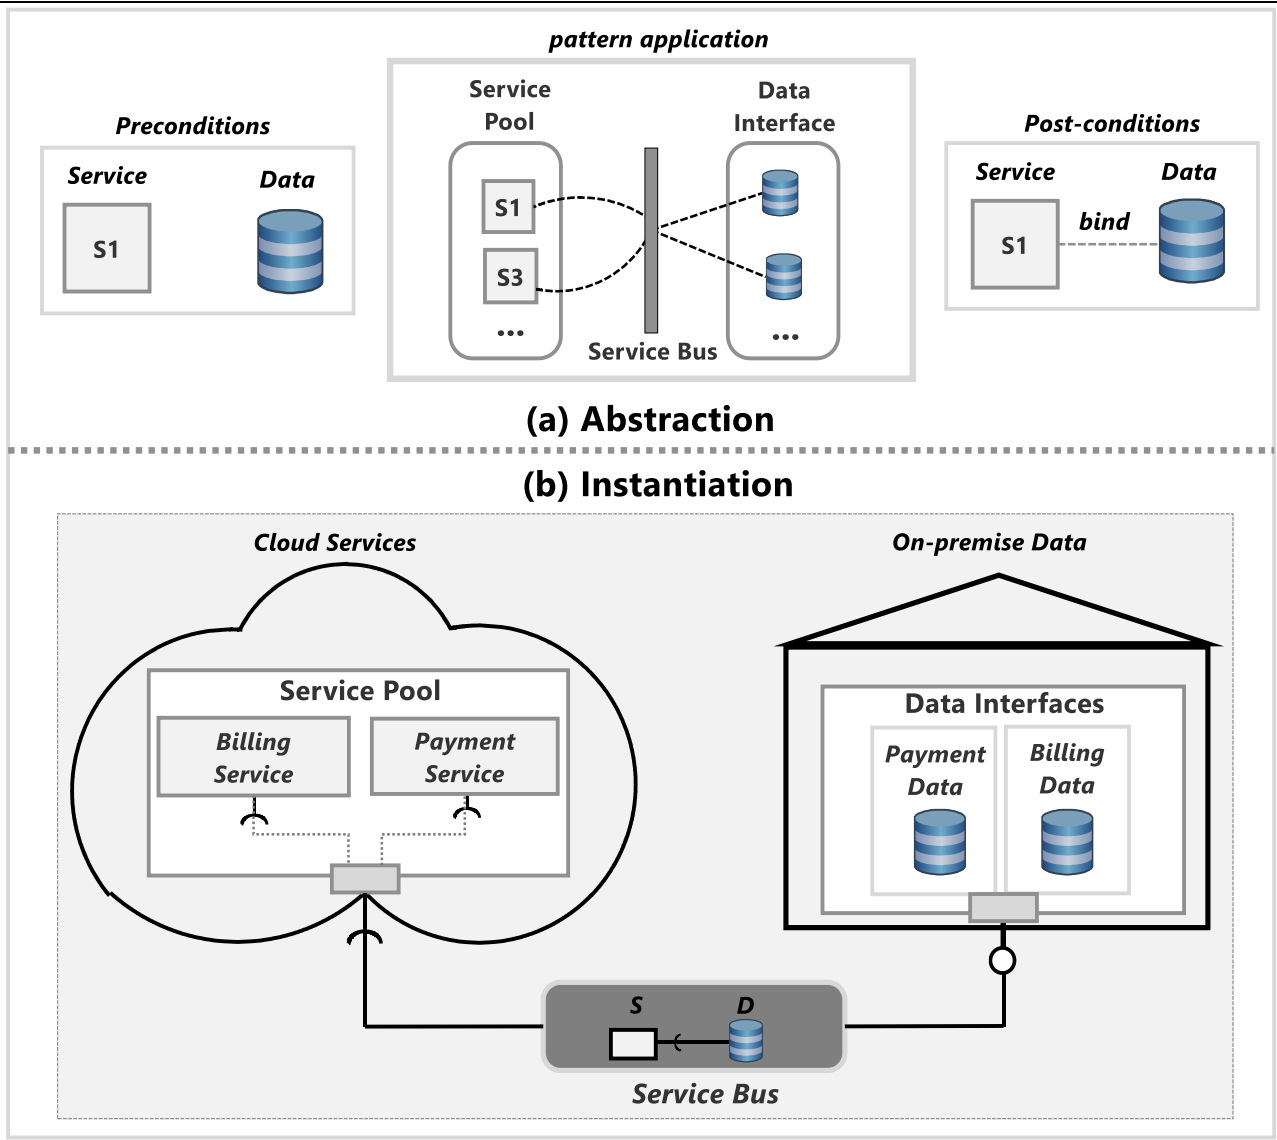 pattern application
Preconditions
Service
Data
S1
Service
Pool
Data
Interface
S1
S3
...
...
Service Bus
Post-conditions
Service
Data
S1
bind
(a) Abstraction
(b) Instantiation
Cloud Services
On-premise Data
Service Pool
Billing
Service
Payment
Service
Data Interfaces
Payment
Data
Billing
Data
S
D
Service Bus